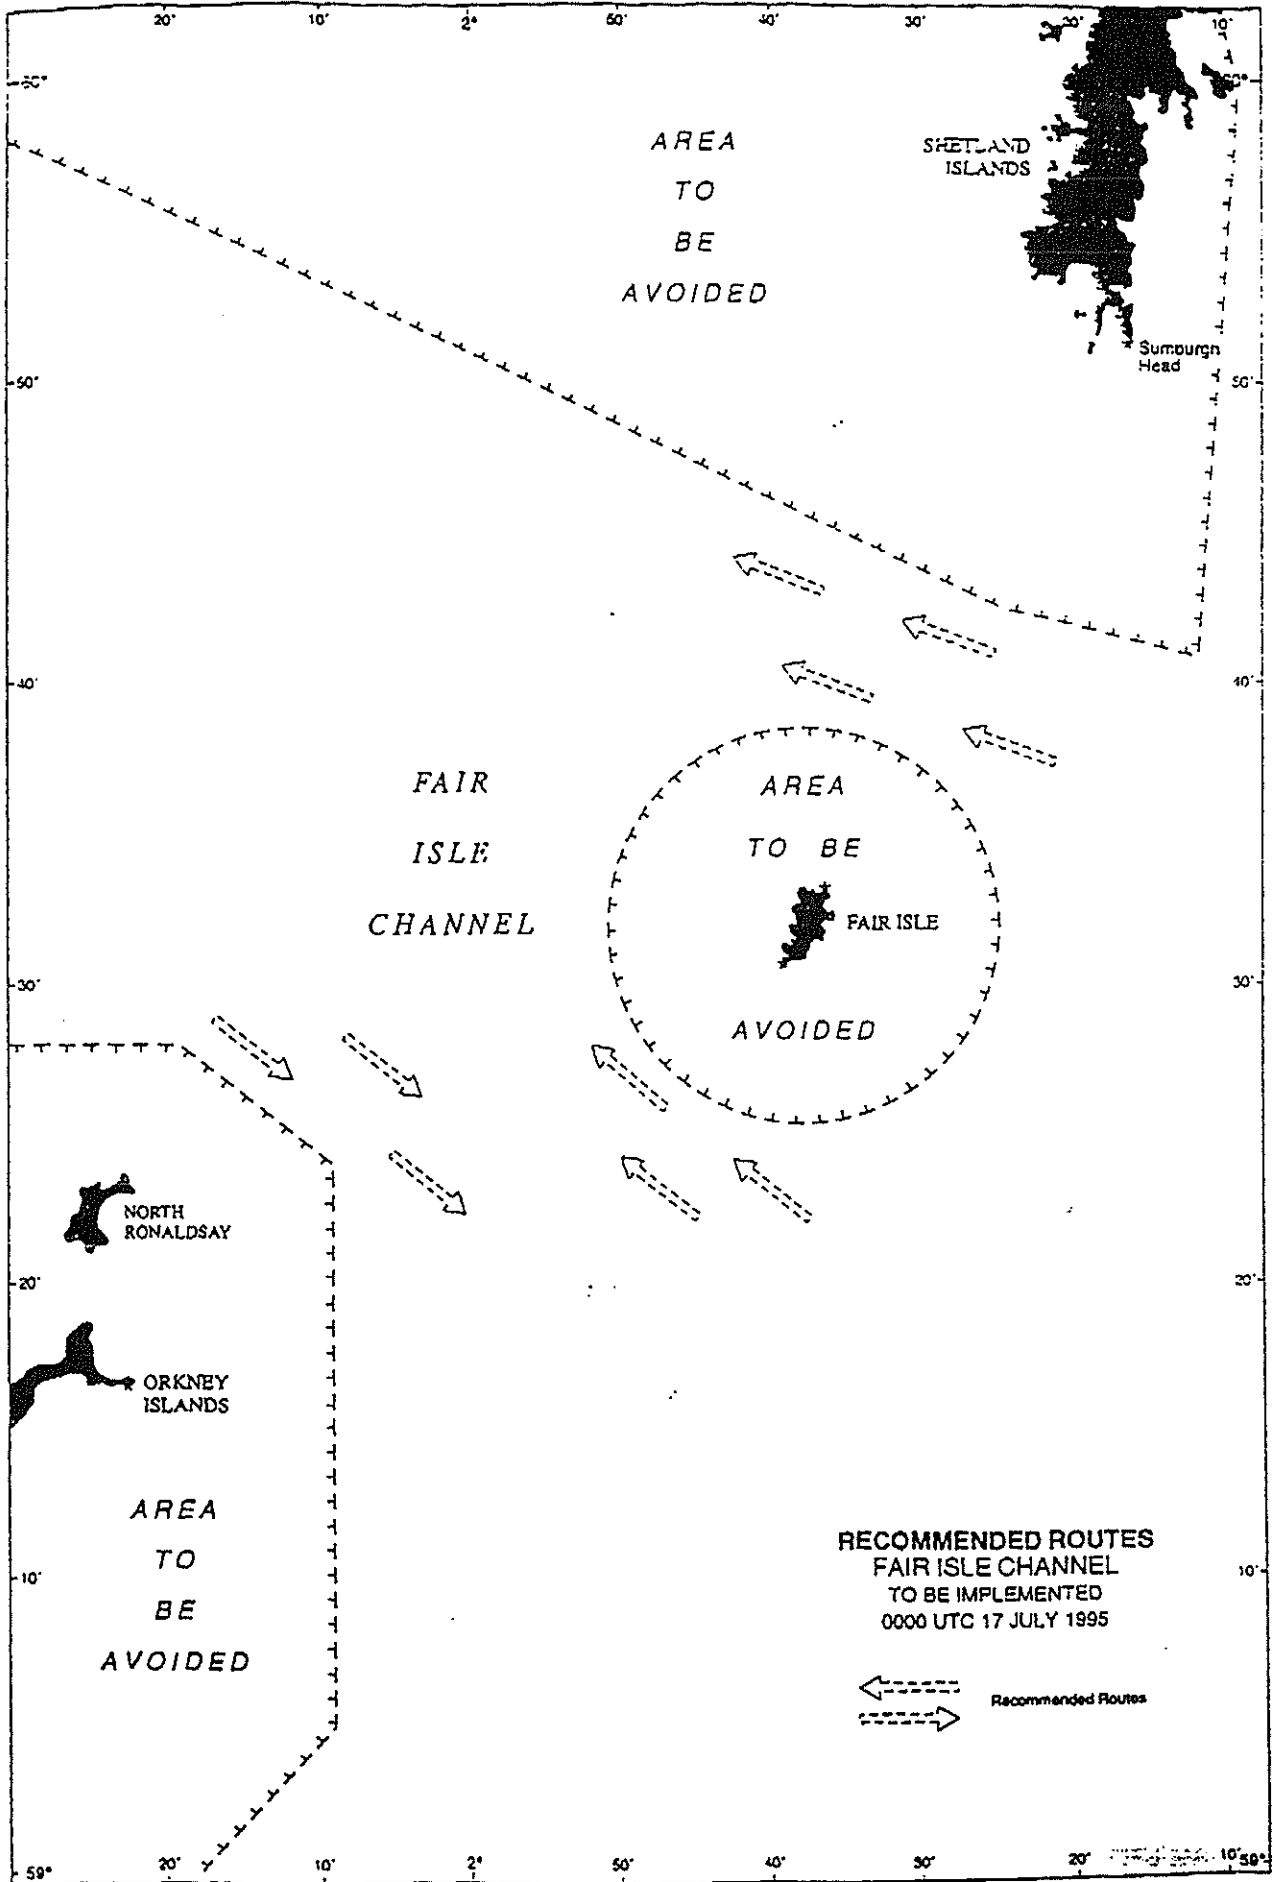 20' 10' 2° 50' 40' 30' 20' 10'
60° 60°
AREA
TO
BE
AVOIDED
SHETLAND
ISLANDS
Sumburgh
Head
50' 50'
40' 40'
FAIR
ISLE
CHANNEL
AREA
TO BE
FAIR ISLE
AVOIDED
30' 30'
NORTH
RONALDSAY
20' 20'
ORKNEY
ISLANDS
AREA
TO
BE
AVOIDED
10' 10'
RECOMMENDED ROUTES
FAIR ISLE CHANNEL
TO BE IMPLEMENTED
0000 UTC 17 JULY 1995
Recommended Routes
59° 20' 10' 2° 50' 40' 30' 20' 10' 59°